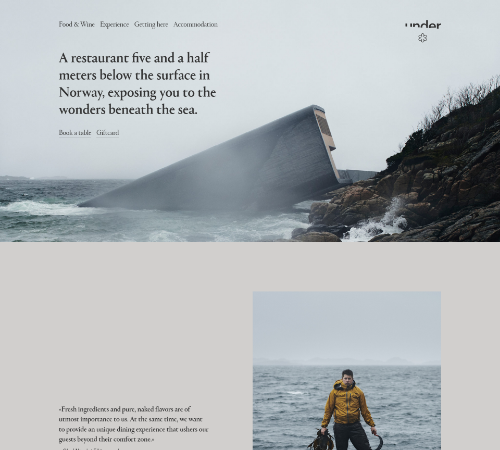 Food & Wine Experience Getting here Accommodation
under
A restaurant five and a half
meters below the surface in
Norway, exposing you to the
wonders beneath the sea.
Book a table Giftcard
«Fresh ingredients and pure, naked flavors are of
utmost importance to us. At the same time, we want
to provide an unique dining experience that ushers our
guests beyond their comfort zone.»